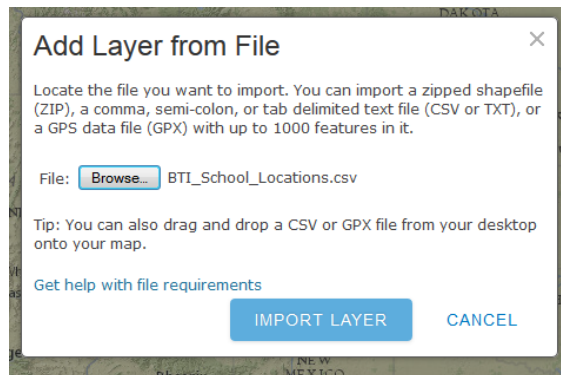 DAKOTA
Add Layer from File
Locate the file you want to import. You can import a zipped shapefile
(ZIP), a comma, semi-colon, or tab delimited text file (CSV or TXT), or
a GPS data file (GPX) with up to 1000 features in it.
File: Browse... BTI_School_Locations.csv
Tip: You can also drag and drop a CSV or GPX file from your desktop
onto your map.
Get help with file requirements
IMPORT LAYER CANCEL
NEW
MEXICO